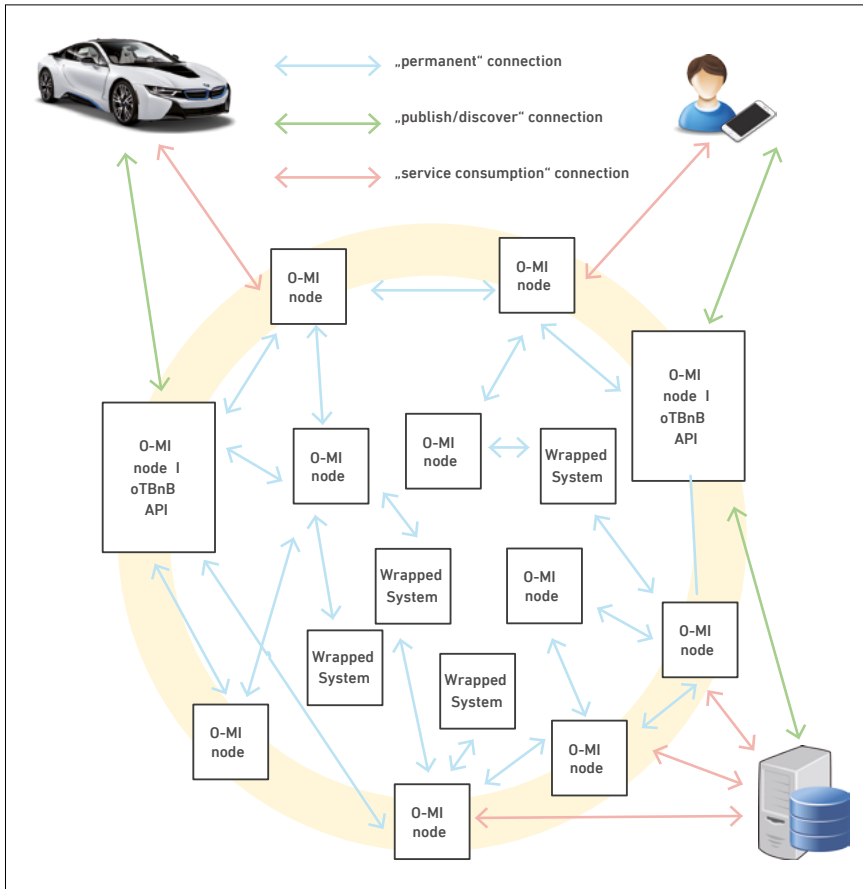 „permanent“ connection
„publish/discover“ connection
„service consumption“ connection
O-MI
node
O-MI
node
O-MI
node I
oTBnB
API
O-MI
node I
oTBnB
API
O-MI
node
O-MI
node
Wrapped
System
Wrapped
System
O-MI
node
Wrapped
System
O-MI
node
Wrapped
System
O-MI
node
O-MI
node
O-MI
node